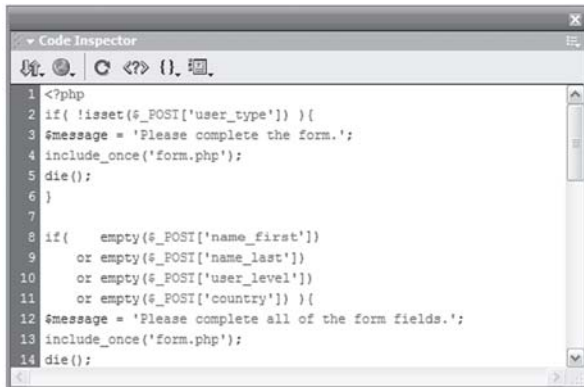 Code Inspector
1 <?php
2 if( !isset($_POST['user_type']) ){
3 $message = 'Please complete the form.';
4 include_once('form.php');
5 die();
6 }
7
8 if(    empty($_POST['name_first'])
9     or empty($_POST['name_last'])
10     or empty($_POST['user_level'])
11     or empty($_POST['country']) ){
12 $message = 'Please complete all of the form fields.';
13 include_once('form.php');
14 die();